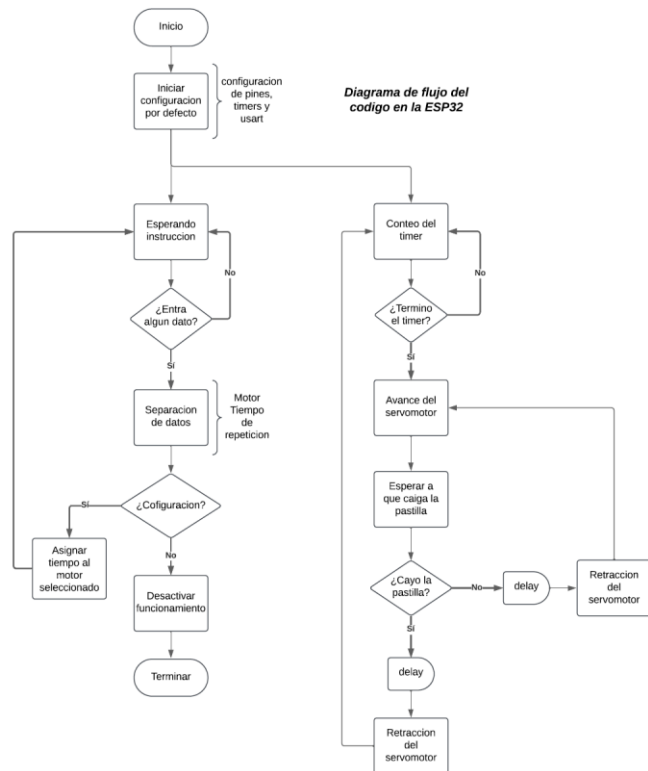 Inicio
Iniciar
configuracion
por defecto
configuracion
de pines,
timers y
usart
Diagrama de flujo del
codigo en la ESP32
Esperando
instruccion
No
¿Entra
algun dato?
Sí
Separacion
de datos
Motor
Tiempo
de
repeticion
¿Cofiguracion?
Sí
Asignar
tiempo al
motor
seleccionado
No
Desactivar
funcionamiento
Terminar
Conteo del
timer
No
¿Termino
el timer?
Sí
Avance del
servomotor
Esperar a
que caiga la
pastilla
¿Cayo la
pastilla?
No
delay
Retraccion
del
servomotor
Sí
delay
Retraccion
del
servomotor